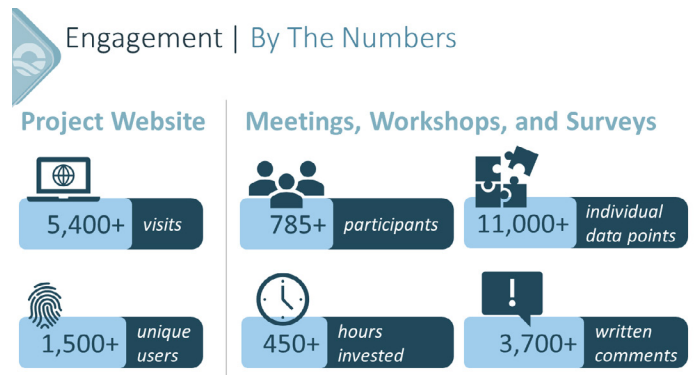 Engagement | By The Numbers
Project Website
5,400+ visits
1,500+ unique
users
Meetings, Workshops, and Surveys
785+ participants
11,000+ individual
data points
450+ hours
invested
3,700+ written
comments